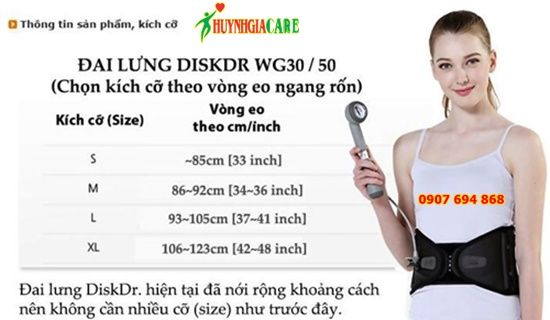 Thông tin sản phẩm, kích cỡ
HUYNHGIACARE
ĐAI LƯNG DISKDR WG30 / 50
(Chọn kích cỡ theo vòng eo ngang rốn)
Kích cỡ (Size)
Vòng eo
theo cm/ínch
S
~85cm [33 inch]
M
86~92cm [34~36 inch]
L
93~105cm [37~41 inch]
XL
106~123cm [42~48 inch]
0907 694 868
Đai lưng DiskDr. hiện tại đã nới rộng khoảng cách
nên không cần nhiều cỡ (size) như trước đây.